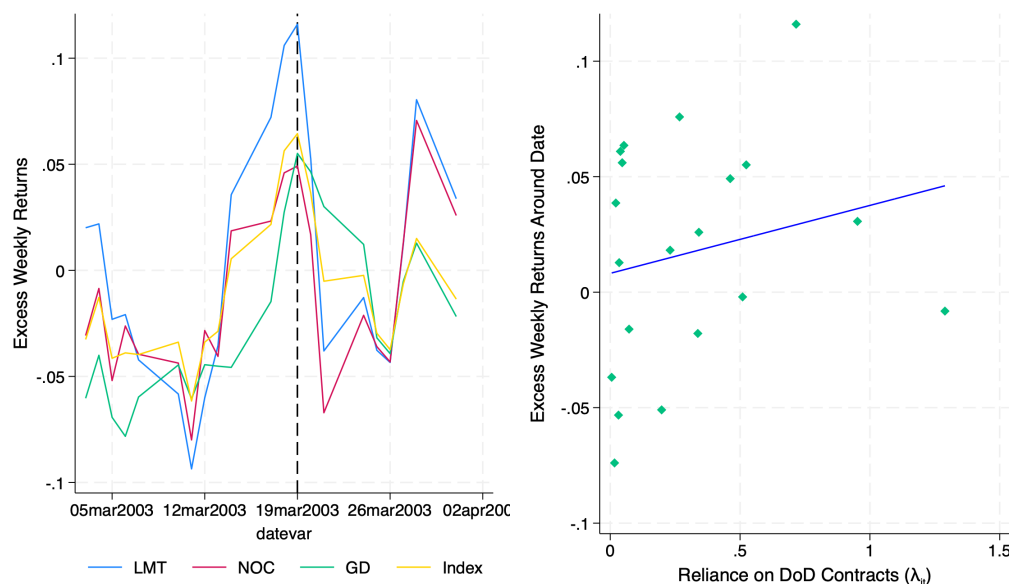 Excess Weekly Returns
.1
.05
0
-.05
-.1
05mar2003 12mar2003 19mar2003 26mar2003 02apr200
datevar
LMT NOC GD Index
Excess Weekly Returns Around Date
.1
.05
0
-.05
-.1
0 .5 1 1.5
Reliance on DoD Contracts (λ